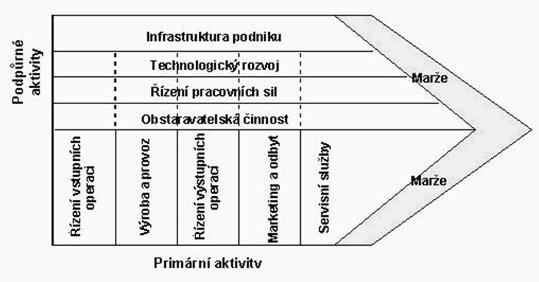 Podpůrné
aktivity
Infrastruktura podniku
Technologický rozvoj
Řízení pracovních sil
Obstaravatelská činnost
Marže
Marže
Řízení vstupních
operací
Výroba a provoz
Řízení výstupních
operací
Marketing a odbyt
Servisní služby
Primární aktivity